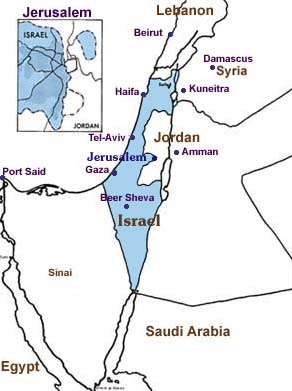 Jerusalem
ISRAEL
JORDAN
Lebanon
Beirut
Damascus
Syria
Haifa
Kuneitra
Tel-Aviv
Jordan
Jerusalem
Amman
Gaza
Port Said
Beer Sheva
Israel
Sinai
Saudi Arabia
Egypt